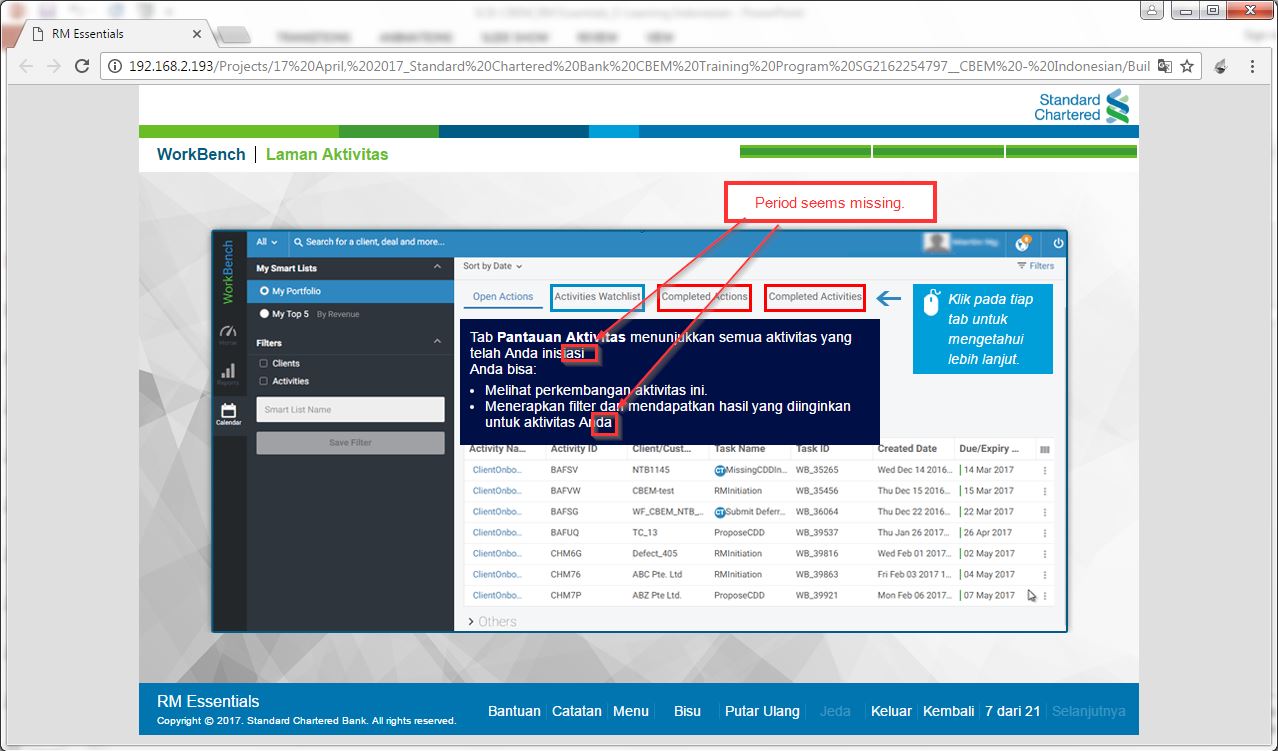 RM Essentials
192.168.2.193/Projects/17%20April,%202017_Standard%20Chartered%20Bank%20CBEM%20Training%20Program%20SG2162254797__CBEM%20-%20Indonesian/Buil
Standard
Chartered
WorkBench | Laman Aktivitas
Period seems missing.
WorkBench
All
Search for a client, deal and more...
My Smart Lists
My Portfolio
My Top 5 By Revenue
Filters
Clients
Activities
Smart List Name
Save Filter
Home
Reports
Calendar
Sort by Date
Filters
Open Actions
Activities Watchlist
Completed Actions
Completed Activities
Klik pada tiap
tab untuk
mengetahui
lebih lanjut.
Tab Pantauan Aktivitas menunjukkan semua aktivitas yang
telah Anda inisiasi
Anda bisa:
• Melihat perkembangan aktivitas ini.
• Menerapkan filter dan mendapatkan hasil yang diinginkan
untuk aktivitas Anda
Activity Na... Activity ID Client/Cust... Task Name Task ID Created Date Due/Expiry ...
ClientOnbo... BAFSV NTB1145 CT MissingCDDIn... WB_35265 Wed Dec 14 2016... 14 Mar 2017
ClientOnbo... BAFVW CBEM-test RMInitiation WB_35456 Thu Dec 15 2016... 15 Mar 2017
ClientOnbo... BAFSG WF_CBEM_NTB_... CT Submit Deferr... WB_36064 Thu Dec 22 2016... 22 Mar 2017
ClientOnbo... BAFUQ TC_13 ProposeCDD WB_39537 Thu Jan 26 2017... 26 Apr 2017
ClientOnbo... CHM6G Defect_405 RMInitiation WB_39816 Wed Feb 01 2017... 02 May 2017
ClientOnbo... CHM76 ABC Pte. Ltd RMInitiation WB_39863 Fri Feb 03 2017 1... 04 May 2017
ClientOnbo... CHM7P ABZ Pte Ltd. ProposeCDD WB_39921 Mon Feb 06 2017... 07 May 2017
Others
RM Essentials
Copyright © 2017. Standard Chartered Bank. All rights reserved.
Bantuan Catatan Menu Bisu Putar Ulang Jeda Keluar Kembali 7 dari 21 Selanjutnya